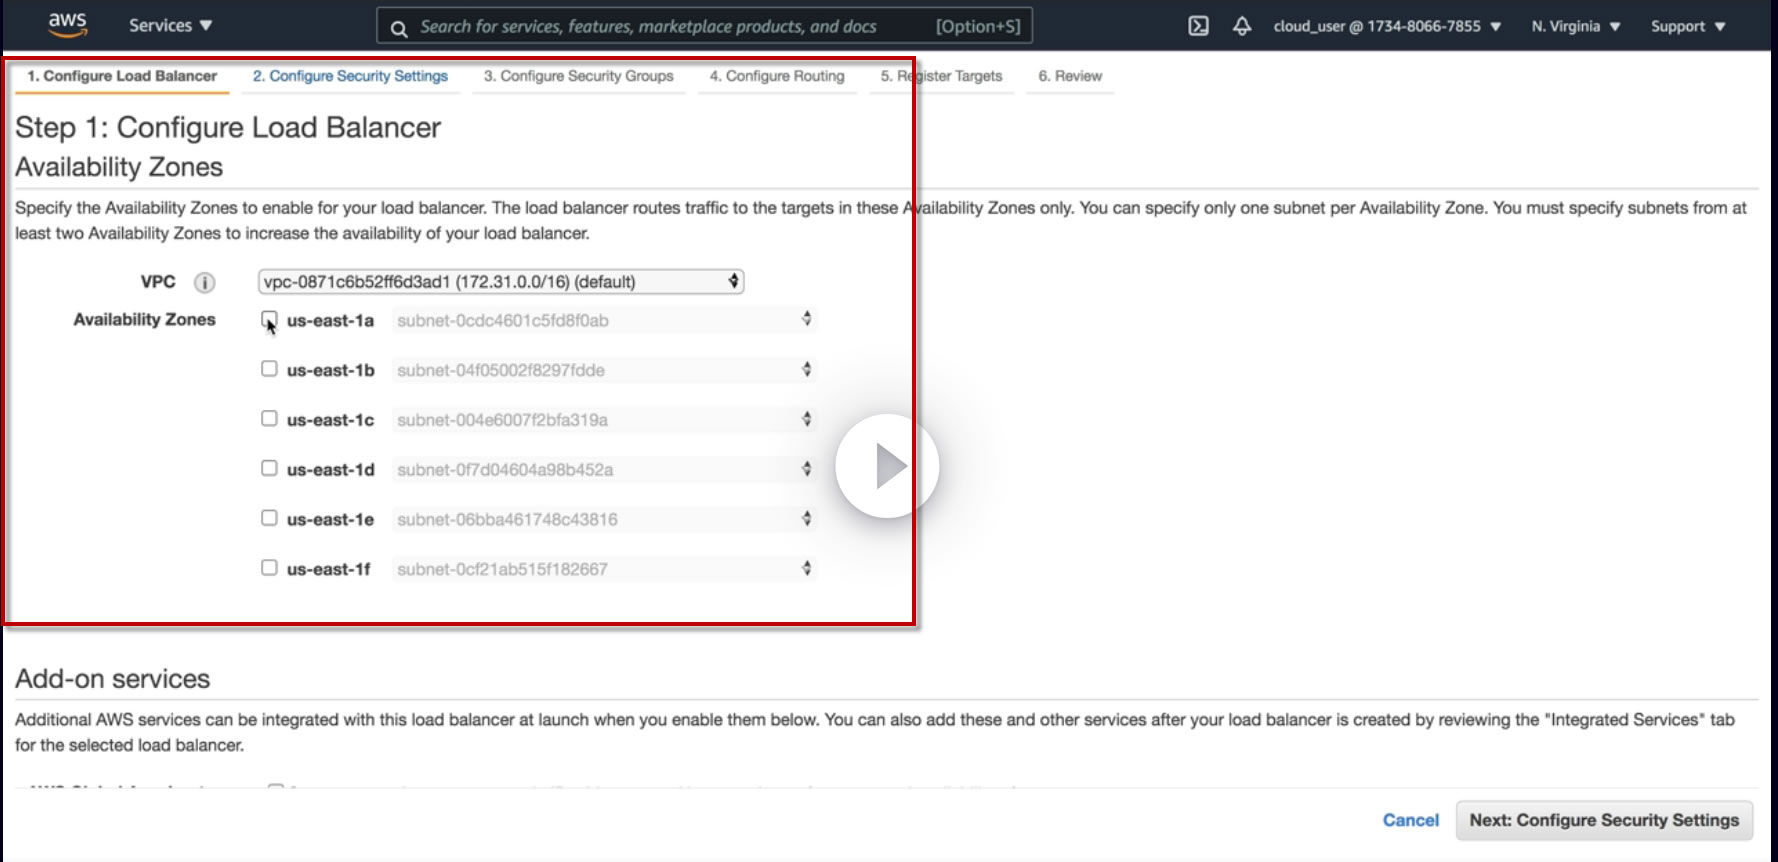 aws Services ▼ Search for services, features, marketplace products, and docs [Option+S] cloud_user @ 1734-8066-7855 ▼ N. Virginia ▼ Support ▼
1. Configure Load Balancer 2. Configure Security Settings 3. Configure Security Groups 4. Configure Routing 5. Register Targets 6. Review
Step 1: Configure Load Balancer
Availability Zones
Specify the Availability Zones to enable for your load balancer. The load balancer routes traffic to the targets in these Availability Zones only. You can specify only one subnet per Availability Zone. You must specify subnets from at
least two Availability Zones to increase the availability of your load balancer.
VPC i vpc-0871c6b52ff6d3ad1 (172.31.0.0/16) (default)
Availability Zones us-east-1a subnet-0cdc4601c5fd8f0ab
us-east-1b subnet-04f05002f8297fdde
us-east-1c subnet-004e6007f2bfa319a
us-east-1d subnet-0f7d04604a98b452a
us-east-1e subnet-06bba461748c43816
us-east-1f subnet-0cf21ab515f182667
Add-on services
Additional AWS services can be integrated with this load balancer at launch when you enable them below. You can also add these and other services after your load balancer is created by reviewing the "Integrated Services" tab
for the selected load balancer.
Cancel Next: Configure Security Settings